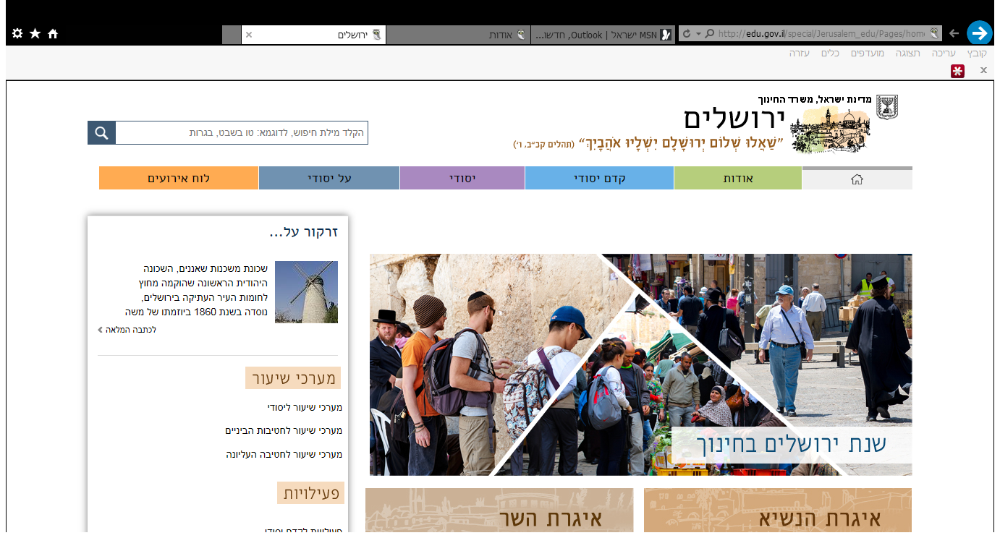 http://edu.gov.il/special/Jerusalem_edu/Pages/home
MSN ישראל | Outlook, חדשו...
אודות
ירושלים
קובץ עריכה תצוגה מועדפים כלים עזרה
x
מדינת ישראל, משרד החינוך
ירושלים
"שַׁאֲלוּ שְׁלוֹם יְרוּשָׁלִָם יִשְׁלָיוּ אֹהֲבָיִךְ" (תהלים קכ"ב, ו')
הקלד מילת חיפוש, לדוגמא: טו בשבט, בגרות
אודות
קדם יסודי
יסודי
על יסודי
לוח אירועים
שנת ירושלים בחינוך
איגרת הנשיא
איגרת השר
זרקור על...
שכונת משכנות שאננים, השכונה
היהודית הראשונה שהוקמה מחוץ
לחומות העיר העתיקה בירושלים,
נוסדה בשנת 1860 ביוזמתו של משה
לכתבה המלאה
מערכי שיעור
מערכי שיעור ליסודי
מערכי שיעור לחטיבות הביניים
מערכי שיעור לחטיבה העליונה
פעילויות
פעילויות לקדם יסודי